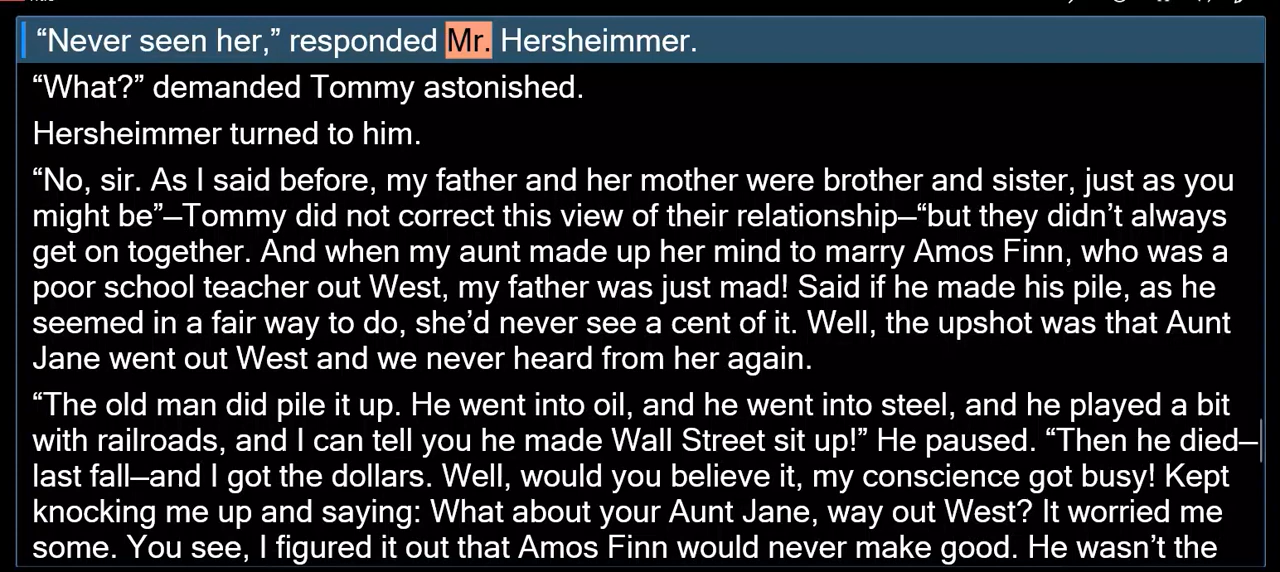 “Never seen her,” responded Mr. Hersheimmer.
“What?” demanded Tommy astonished.
Hersheimmer turned to him.
“No, sir. As I said before, my father and her mother were brother and sister, just as you
might be”—Tommy did not correct this view of their relationship—“but they didn’t always
get on together. And when my aunt made up her mind to marry Amos Finn, who was a
poor school teacher out West, my father was just mad! Said if he made his pile, as he
seemed in a fair way to do, she’d never see a cent of it. Well, the upshot was that Aunt
Jane went out West and we never heard from her again.
“The old man did pile it up. He went into oil, and he went into steel, and he played a bit
with railroads, and I can tell you he made Wall Street sit up!” He paused. “Then he died—
last fall—and I got the dollars. Well, would you believe it, my conscience got busy! Kept
knocking me up and saying: What about your Aunt Jane, way out West? It worried me
some. You see, I figured it out that Amos Finn would never make good. He wasn’t the